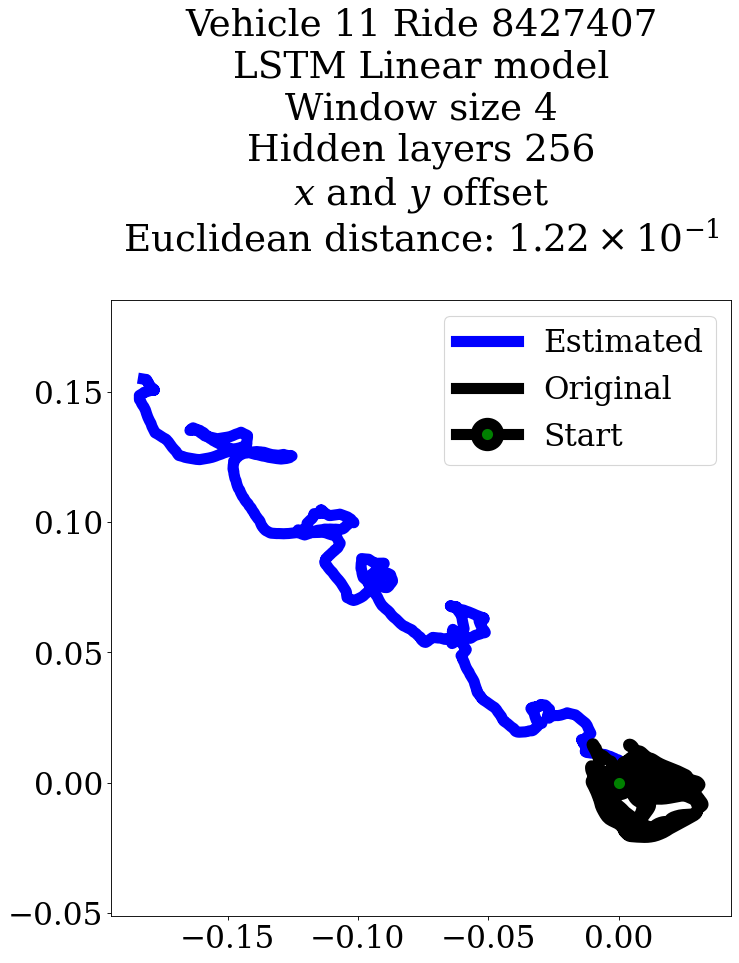 Vehicle 11 Ride 8427407
LSTM Linear model
Window size 4
Hidden layers 256
x and y offset
Euclidean distance: 1.22 × 10⁻¹
Estimated
Original
Start
0.15
0.10
0.05
0.00
−0.05
−0.15 −0.10 −0.05 0.00